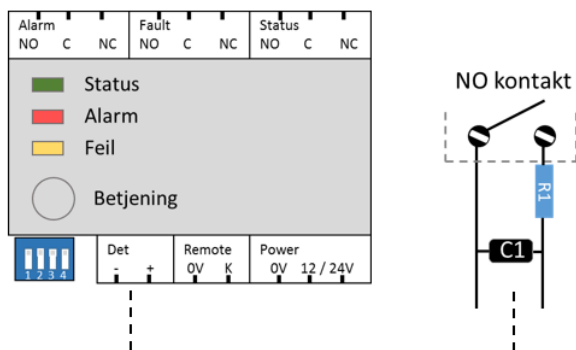 Alarm Fault Status
NO C NC NO C NC NO C NC
Status
Alarm
Feil
Betjening
Det Remote Power
- + 0V K 0V 12 / 24V
1 2 3 4
NO kontakt
R1
C1